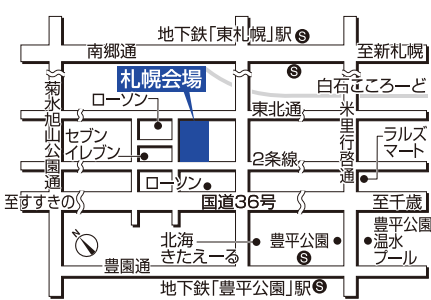 地下鉄「東札幌」駅 S
南郷通
至新札幌
S
札幌会場
白石こころーど
菊水旭山公園通
ローソン
東北通
米里行啓通
セブン
イレブン
ラルズ
マート
2条線
ローソン
至すすきの
国道36号
至千歳
北海
きたえーる
豊平公園
豊平公園
温水
プール
S
豊園通
地下鉄「豊平公園」駅 S
N